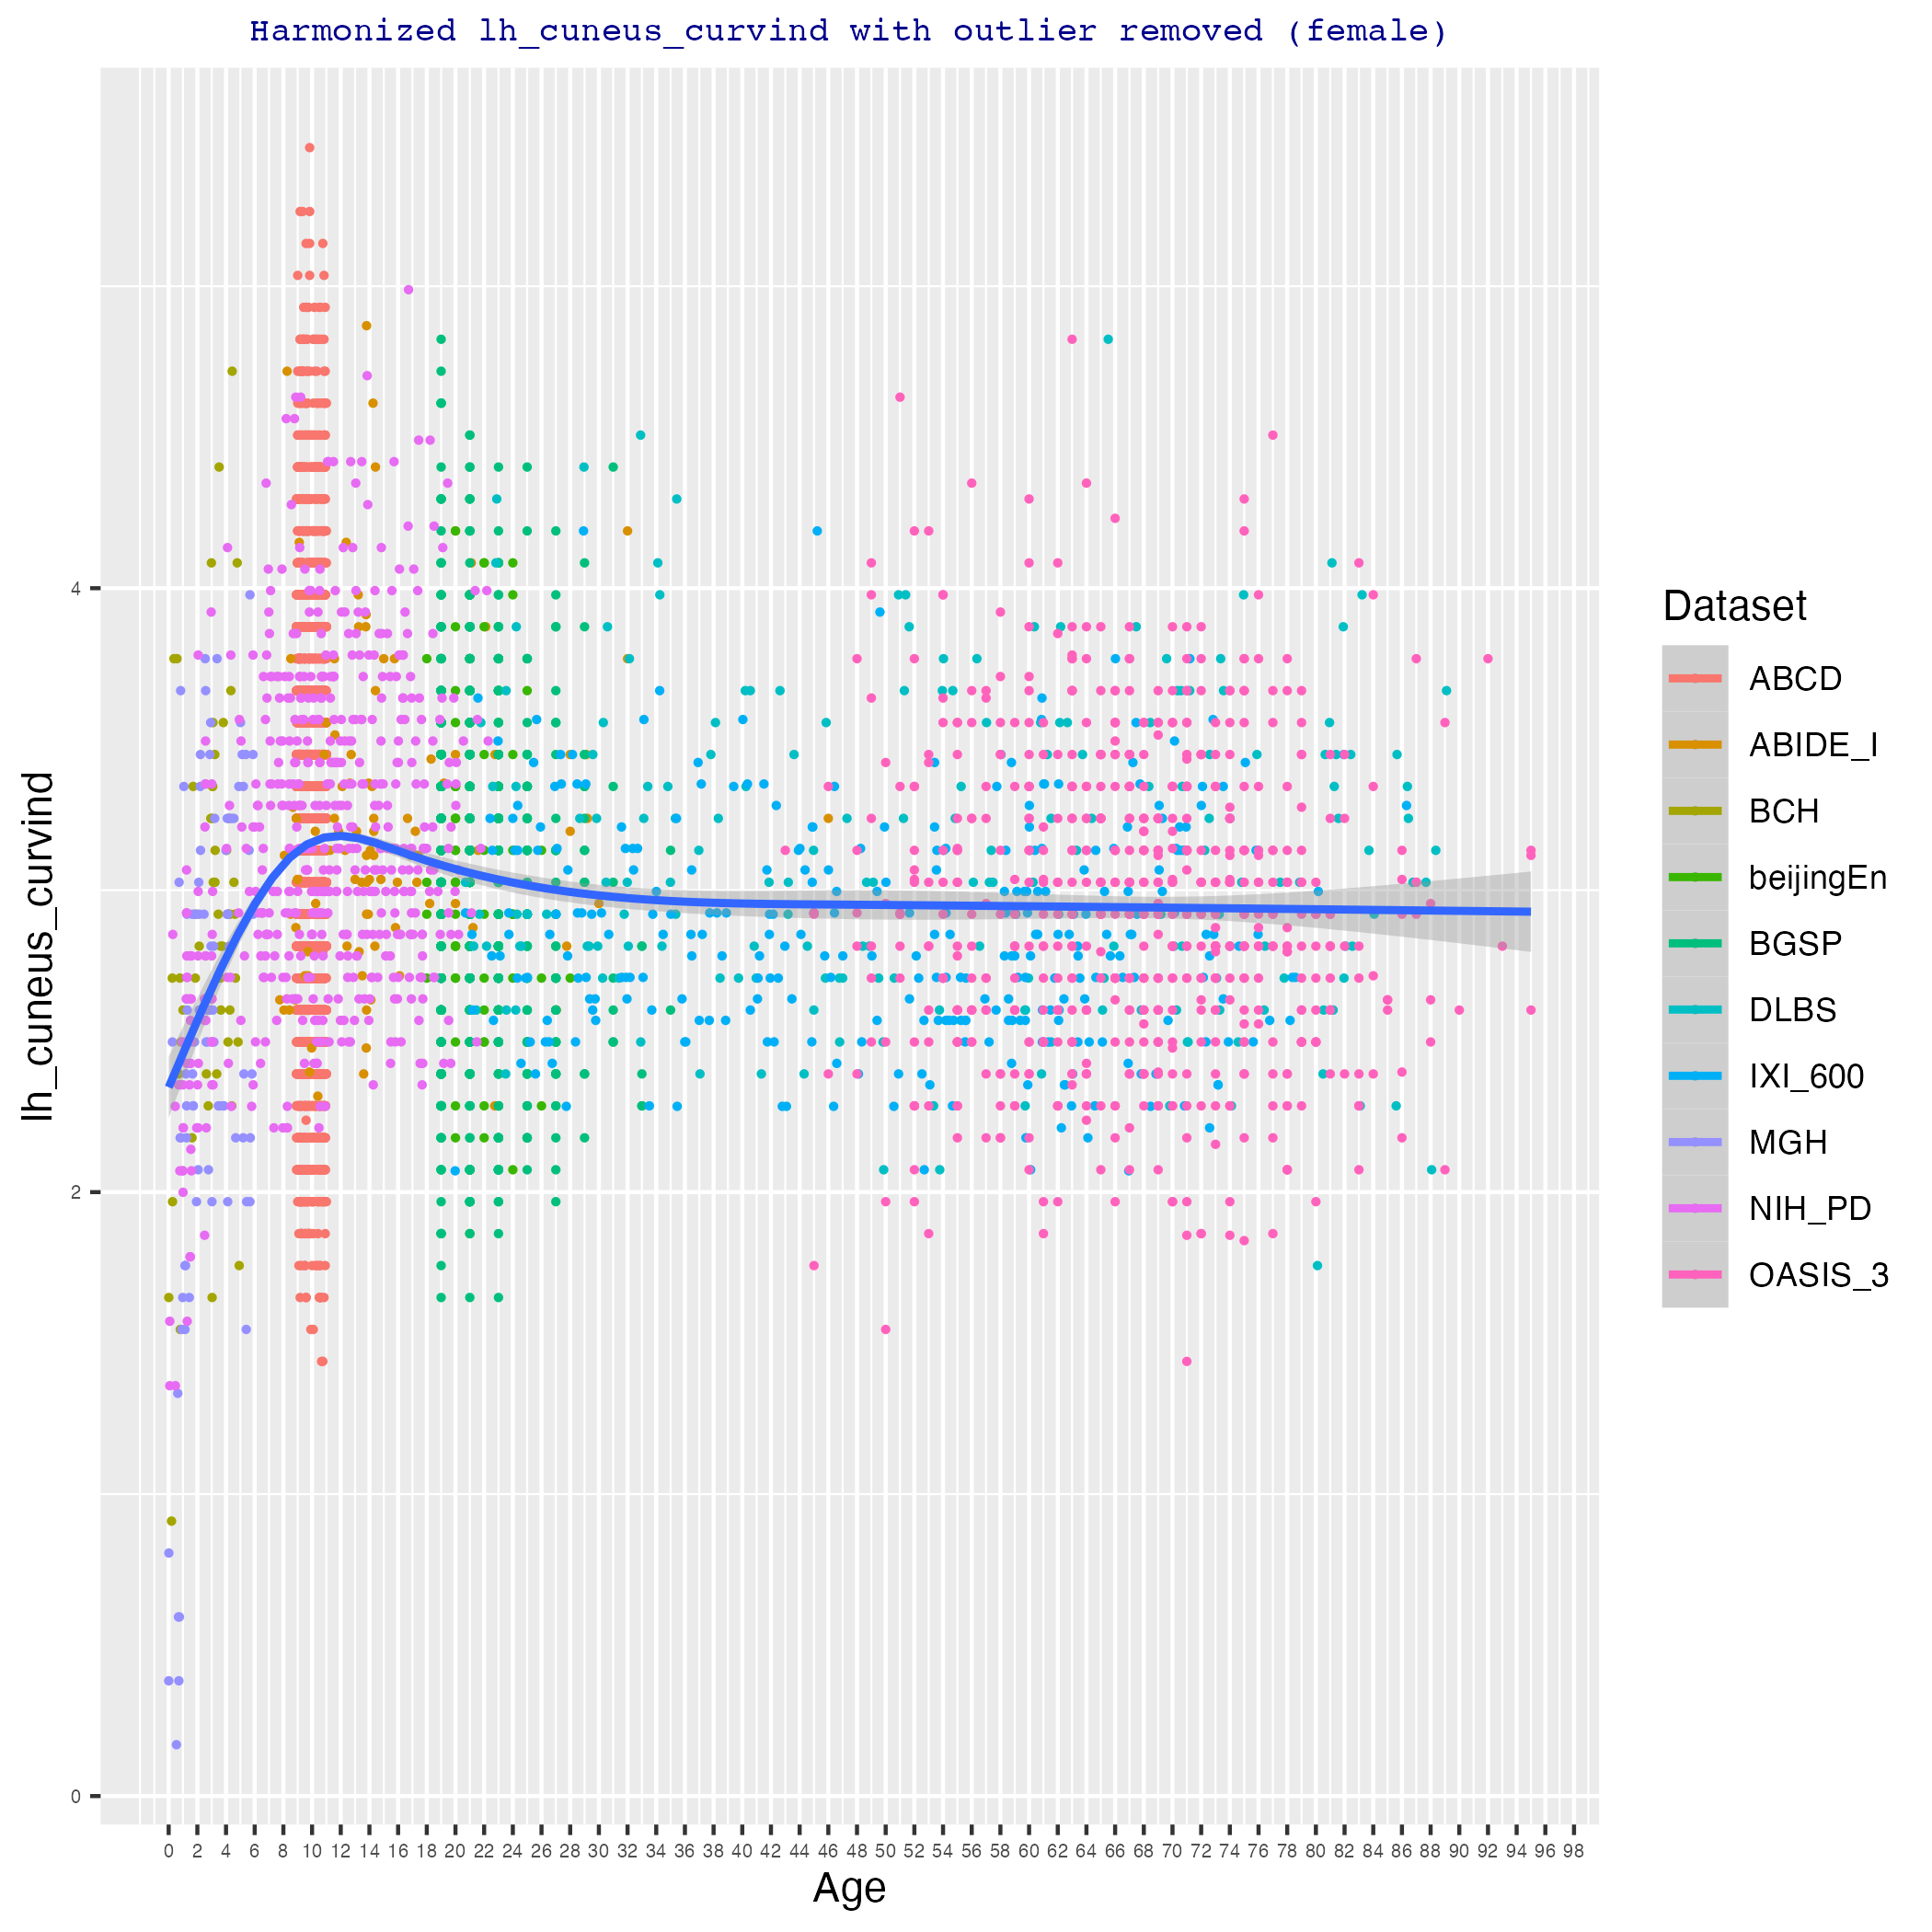 Harmonized lh_cuneus_curvind with outlier removed (female)
lh_cuneus_curvind
4
2
0
0 2 4 6 8 10 12 14 16 18 20 22 24 26 28 30 32 34 36 38 40 42 44 46 48 50 52 54 56 58 60 62 64 66 68 70 72 74 76 78 80 82 84 86 88 90 92 94 96 98
Age
Dataset
ABCD
ABIDE_I
BCH
beijingEn
BGSP
DLBS
IXI_600
MGH
NIH_PD
OASIS_3